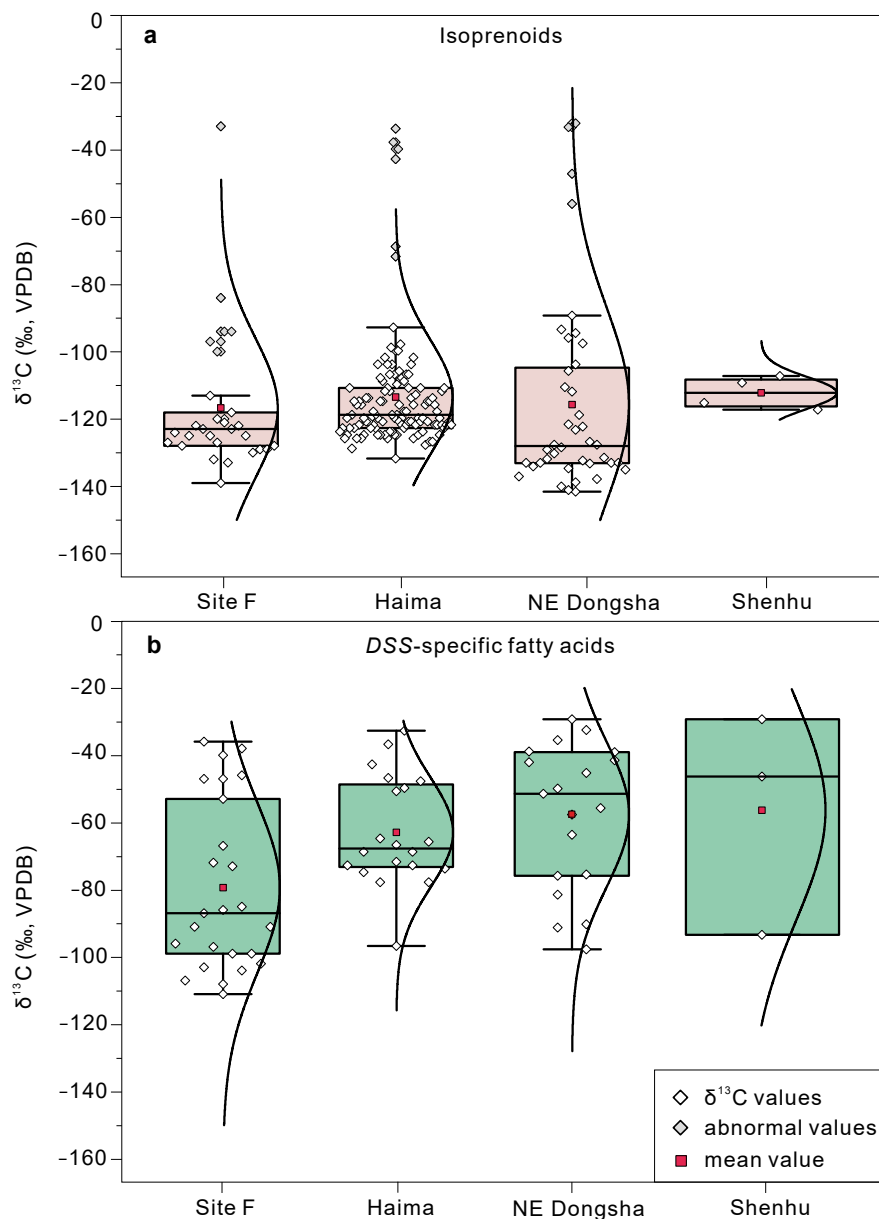 a
Isoprenoids
0
−20
−40
−60
−80
−100
−120
−140
−160
δ¹³C (‰, VPDB)
Site F
Haima
NE Dongsha
Shenhu
b
DSS-specific fatty acids
0
−20
−40
−60
−80
−100
−120
−140
−160
δ¹³C (‰, VPDB)
δ¹³C values
abnormal values
mean value
Site F
Haima
NE Dongsha
Shenhu